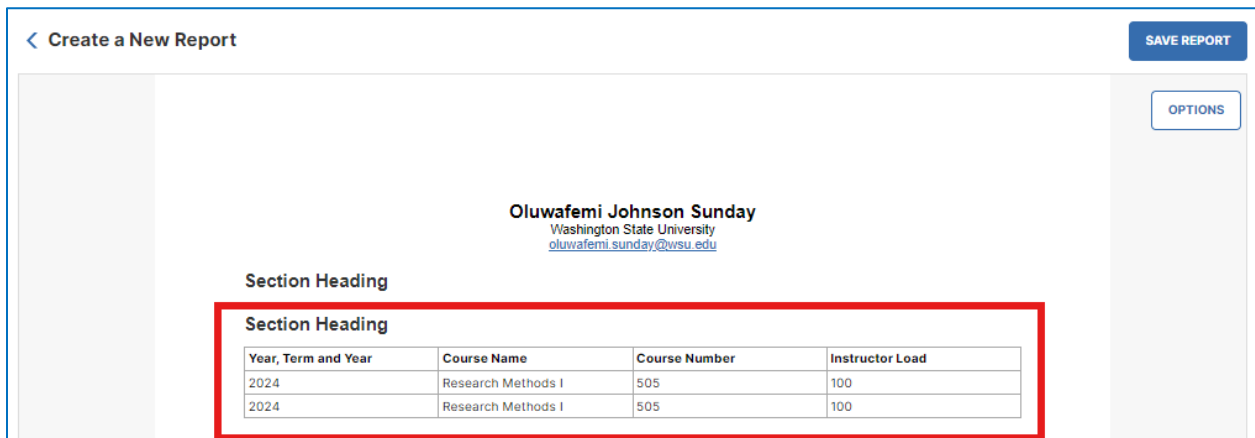 Create a New Report
SAVE REPORT
OPTIONS
Oluwafemi Johnson Sunday
Washington State University
oluwafemi.sunday@wsu.edu
Section Heading
Section Heading
Year, Term and Year Course Name Course Number Instructor Load
2024 Research Methods I 505 100
2024 Research Methods I 505 100